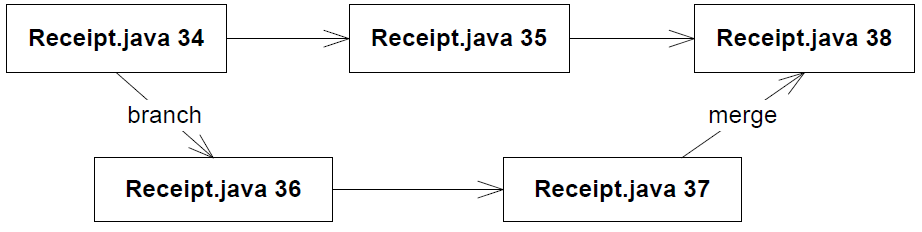 Receipt.java 34
Receipt.java 35
Receipt.java 38
branch
merge
Receipt.java 36
Receipt.java 37